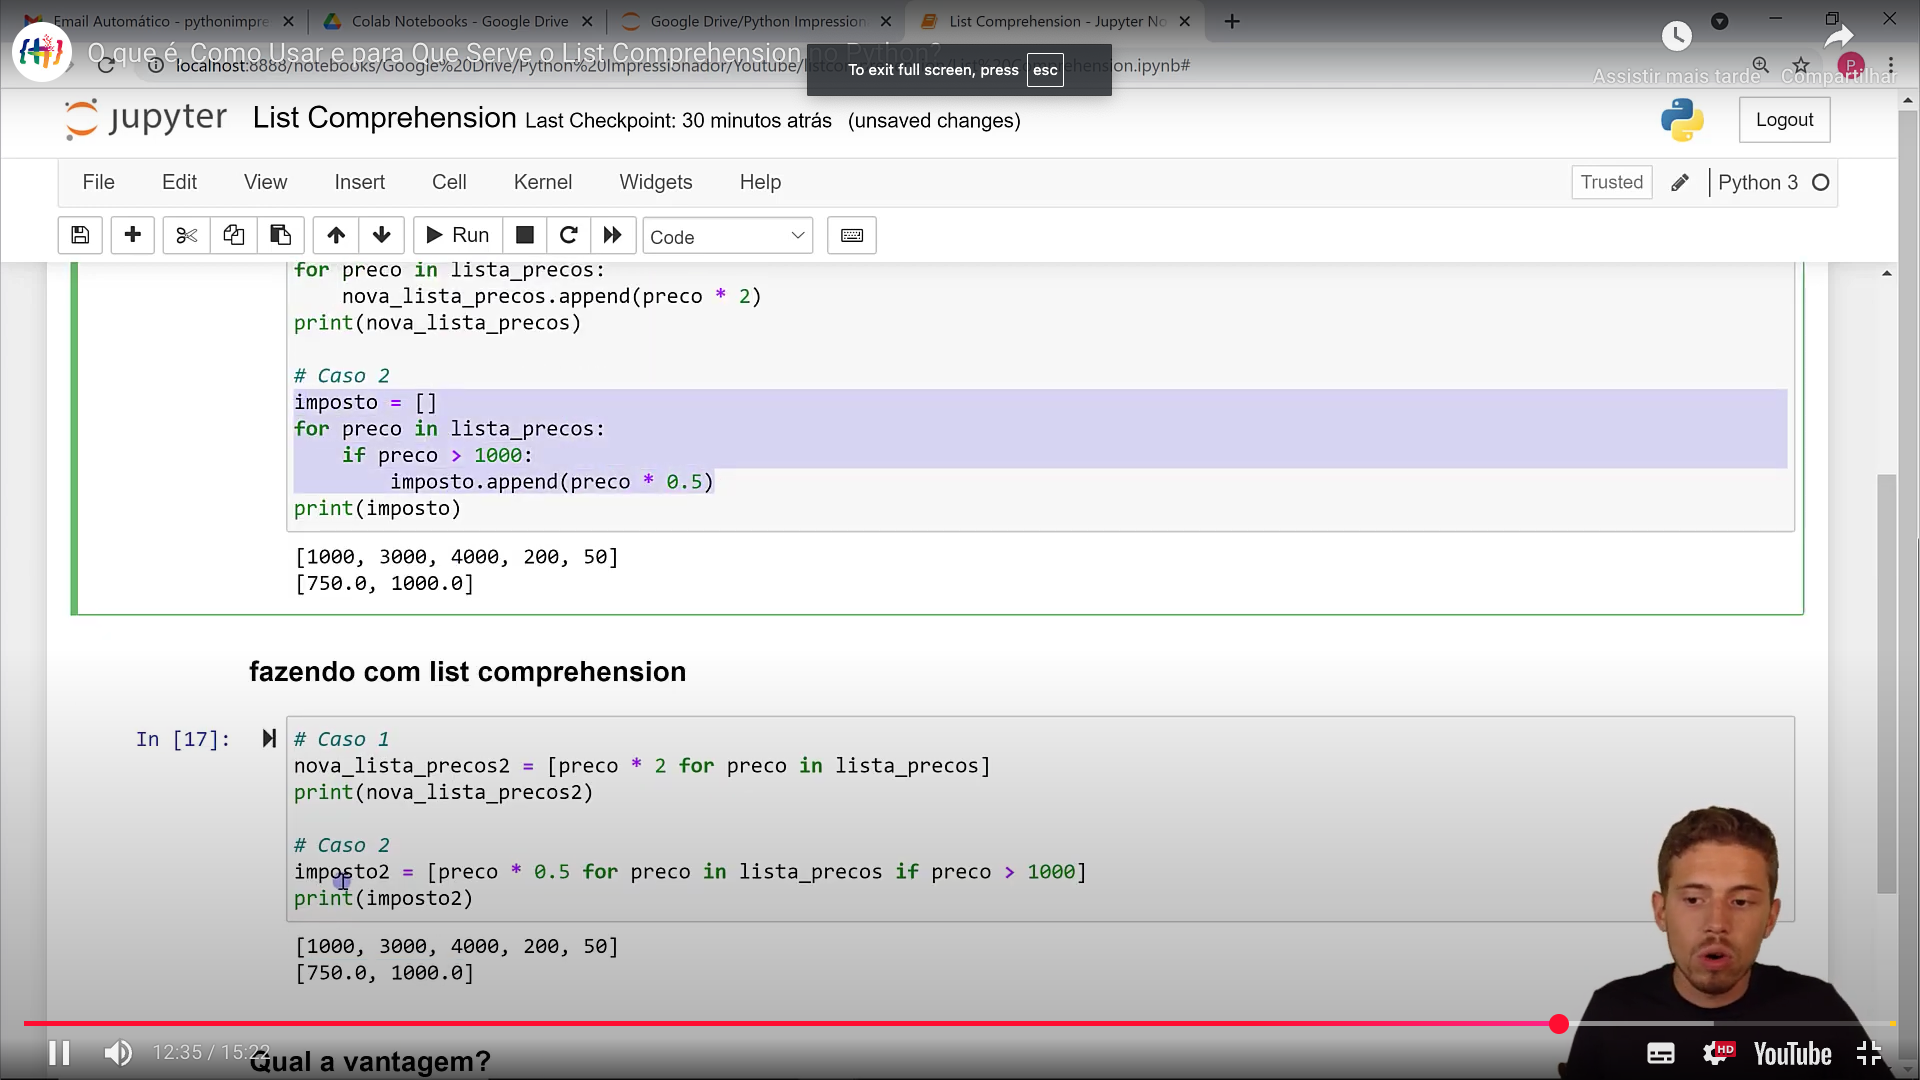 Email Automático - pythonimpre
Colab Notebooks - Google Drive
Google Drive/Python Impression
List Comprehension - Jupyter No
O que é, Como Usar e para Que Serve o List Comprehension no Python?
localhost:8888/notebooks/Google%20Drive/Python%20Impressionador/Youtube/listcomprehension/List%20Comprehension.ipynb#
To exit full screen, press esc
Assistir mais tarde
Compartilhar
P
jupyter List Comprehension Last Checkpoint: 30 minutos atrás (unsaved changes)
Logout
File Edit View Insert Cell Kernel Widgets Help
Trusted
Python 3
Run
Code
for preco in lista_precos:
    nova_lista_precos.append(preco * 2)
print(nova_lista_precos)
# Caso 2
imposto = []
for preco in lista_precos:
    if preco > 1000:
        imposto.append(preco * 0.5)
print(imposto)
[1000, 3000, 4000, 200, 50]
[750.0, 1000.0]
fazendo com list comprehension
In [17]:
# Caso 1
nova_lista_precos2 = [preco * 2 for preco in lista_precos]
print(nova_lista_precos2)
# Caso 2
imposto2 = [preco * 0.5 for preco in lista_precos if preco > 1000]
print(imposto2)
[1000, 3000, 4000, 200, 50]
[750.0, 1000.0]
12:35 / 15:22
Qual a vantagem?
HD
YouTube